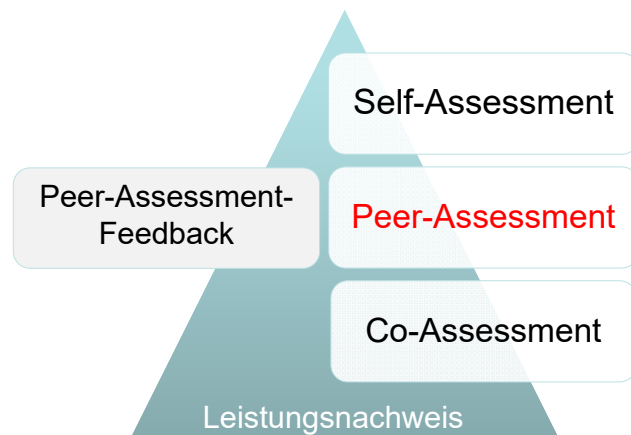 Self-Assessment
Peer-Assessment-
Feedback
Peer-Assessment
Co-Assessment
Leistungsnachweis